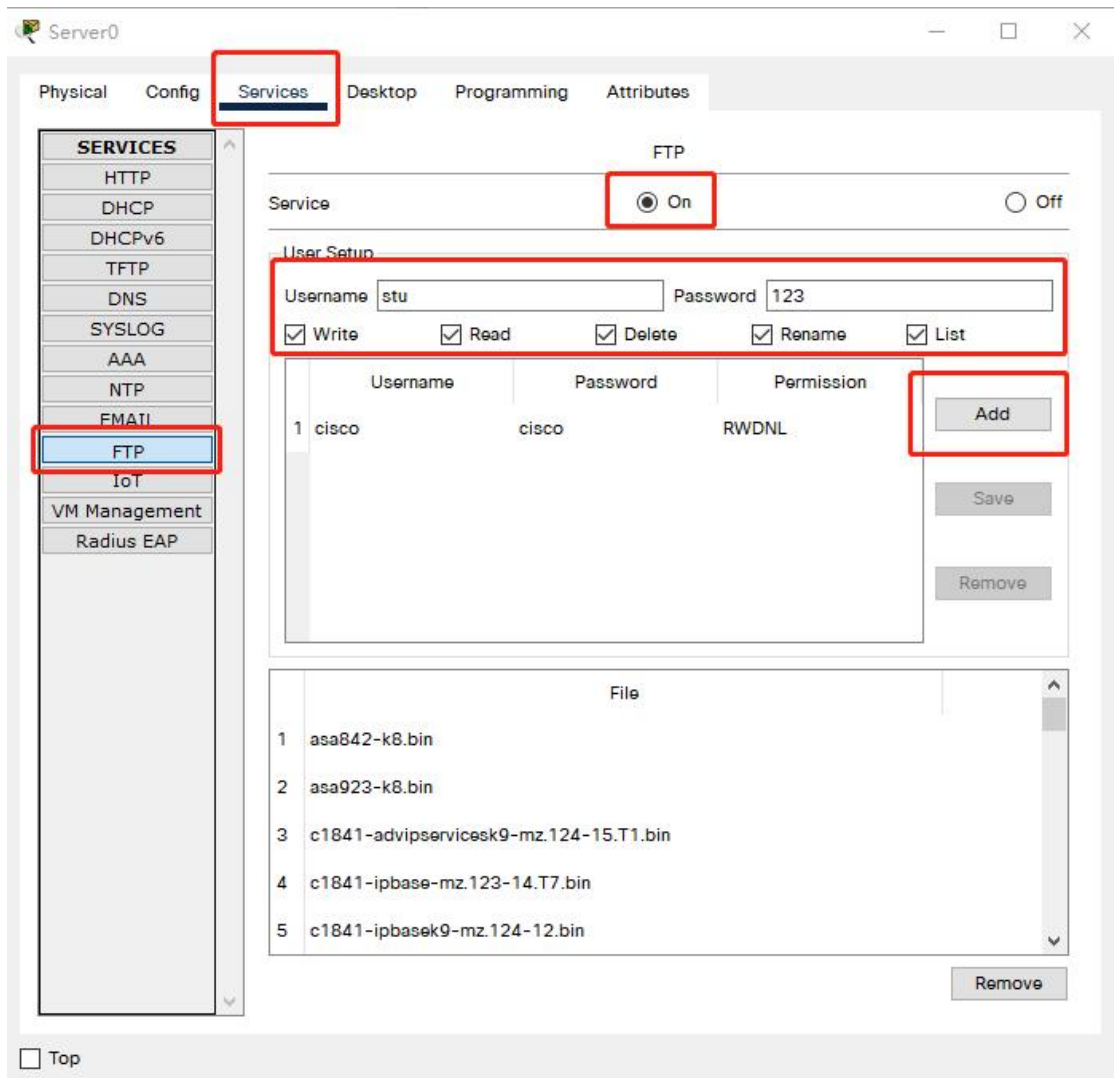 Server0
Physical Config Services Desktop Programming Attributes
SERVICES
HTTP
DHCP
DHCPv6
TFTP
DNS
SYSLOG
AAA
NTP
EMAIL
FTP
IoT
VM Management
Radius EAP
FTP
Service On Off
User Setup
Username stu Password 123
Write Read Delete Rename List
Username Password Permission
1 cisco cisco RWDNL
Add
Save
Remove
File
1 asa842-k8.bin
2 asa923-k8.bin
3 c1841-advipservicesk9-mz.124-15.T1.bin
4 c1841-ipbase-mz.123-14.T7.bin
5 c1841-ipbasek9-mz.124-12.bin
Remove
Top